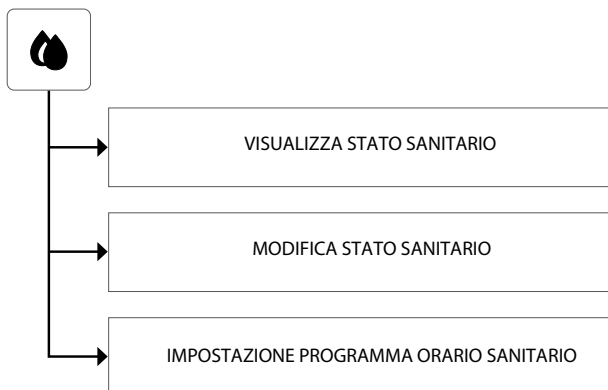 VISUALIZZA STATO SANITARIO
MODIFICA STATO SANITARIO
IMPOSTAZIONE PROGRAMMA ORARIO SANITARIO